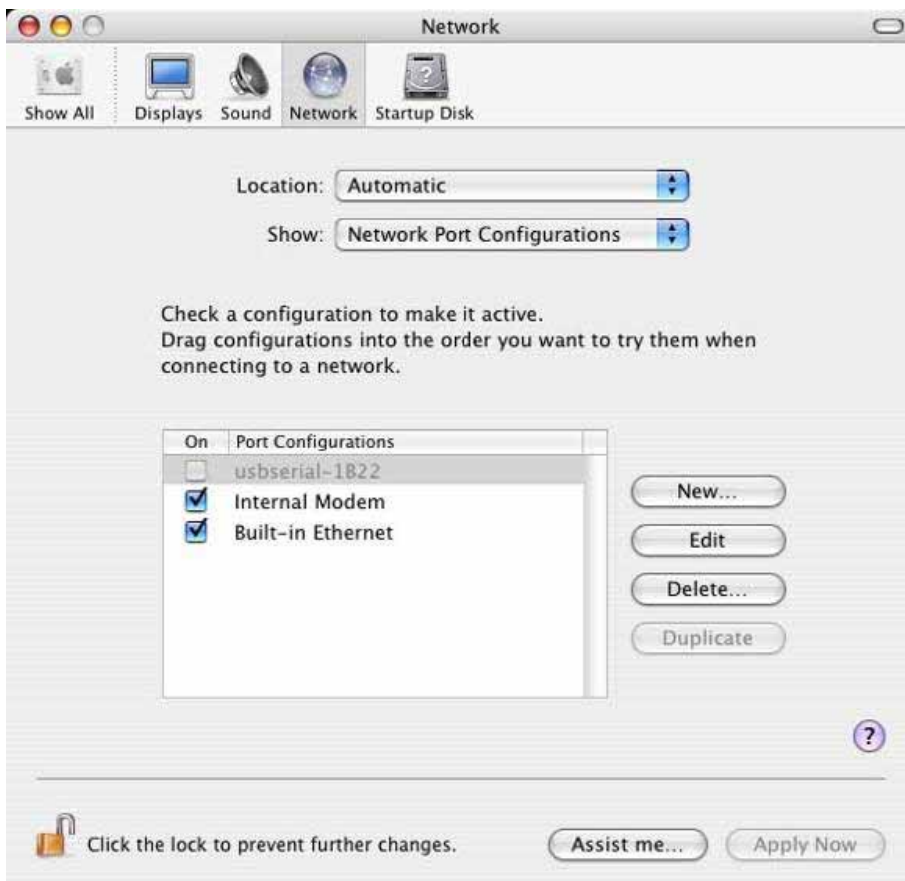 Network
Show All
Displays
Sound
Network
Startup Disk
Location: Automatic
Show: Network Port Configurations
Check a configuration to make it active.
Drag configurations into the order you want to try them when
connecting to a network.
On Port Configurations
usbserial-1822
Internal Modem
Built-in Ethernet
New...
Edit
Delete...
Duplicate
?
Click the lock to prevent further changes.
Assist me...
Apply Now